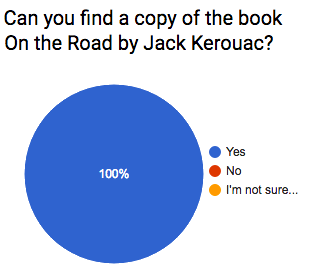 Can you find a copy of the book
On the Road by Jack Kerouac?
100%
Yes
No
I'm not sure...